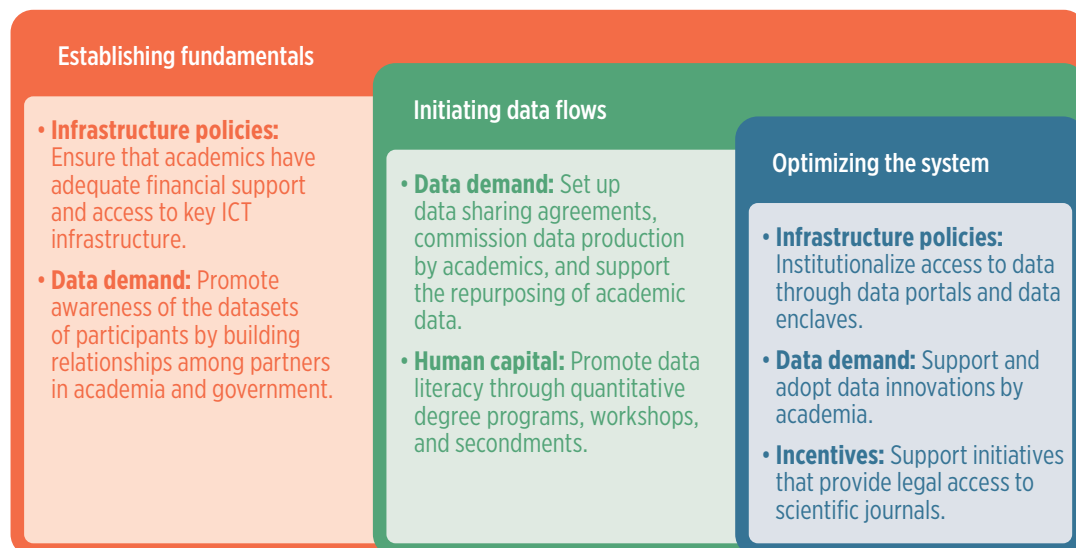 Establishing fundamentals
• Infrastructure policies:
Ensure that academics have
adequate financial support
and access to key ICT
infrastructure.
• Data demand: Promote
awareness of the datasets
of participants by building
relationships among partners
in academia and government.
Initiating data flows
• Data demand: Set up
data sharing agreements,
commission data production
by academics, and support
the repurposing of academic
data.
• Human capital: Promote data
literacy through quantitative
degree programs, workshops,
and secondments.
Optimizing the system
• Infrastructure policies:
Institutionalize access to data
through data portals and data
enclaves.
• Data demand: Support and
adopt data innovations by
academia.
• Incentives: Support initiatives
that provide legal access to
scientific journals.